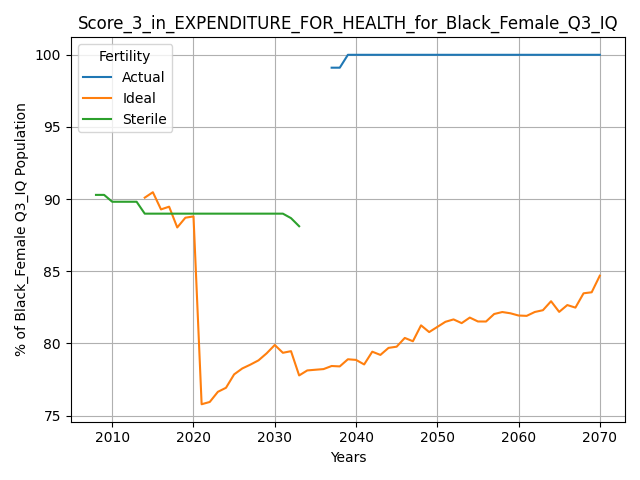 Score_3_in_EXPENDITURE_FOR_HEALTH_for_Black_Female_Q3_IQ
Fertility
Actual
Ideal
Sterile
% of Black_Female Q3_IQ Population
100
95
90
85
80
75
2010 2020 2030 2040 2050 2060 2070
Years